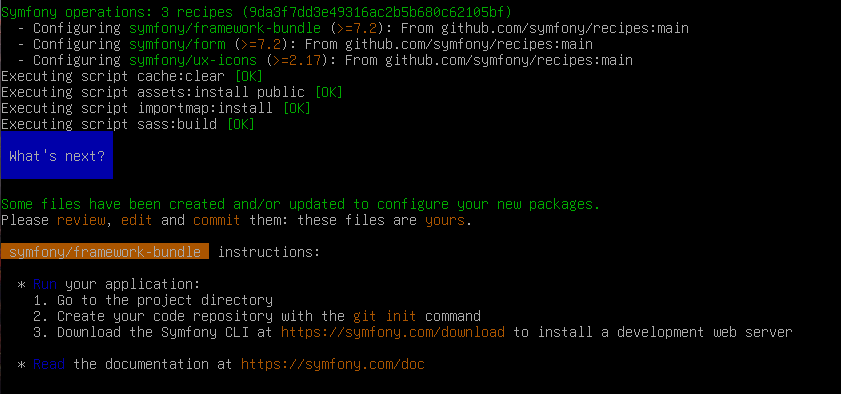 Symfony operations: 3 recipes (9da3f7dd3e49316ac2b5b680c62105bf)
- Configuring symfony/framework-bundle (>=7.2): From github.com/symfony/recipes:main
- Configuring symfony/form (>=7.2): From github.com/symfony/recipes:main
- Configuring symfony/ux-icons (>=2.17): From github.com/symfony/recipes:main
Executing script cache:clear [OK]
Executing script assets:install public [OK]
Executing script importmap:install [OK]
Executing script sass:build [OK]
What's next?
Some files have been created and/or updated to configure your new packages.
Please review, edit and commit them: these files are yours.
symfony/framework-bundle instructions:
* Run your application:
1. Go to the project directory
2. Create your code repository with the git init command
3. Download the Symfony CLI at https://symfony.com/download to install a development web server
* Read the documentation at https://symfony.com/doc